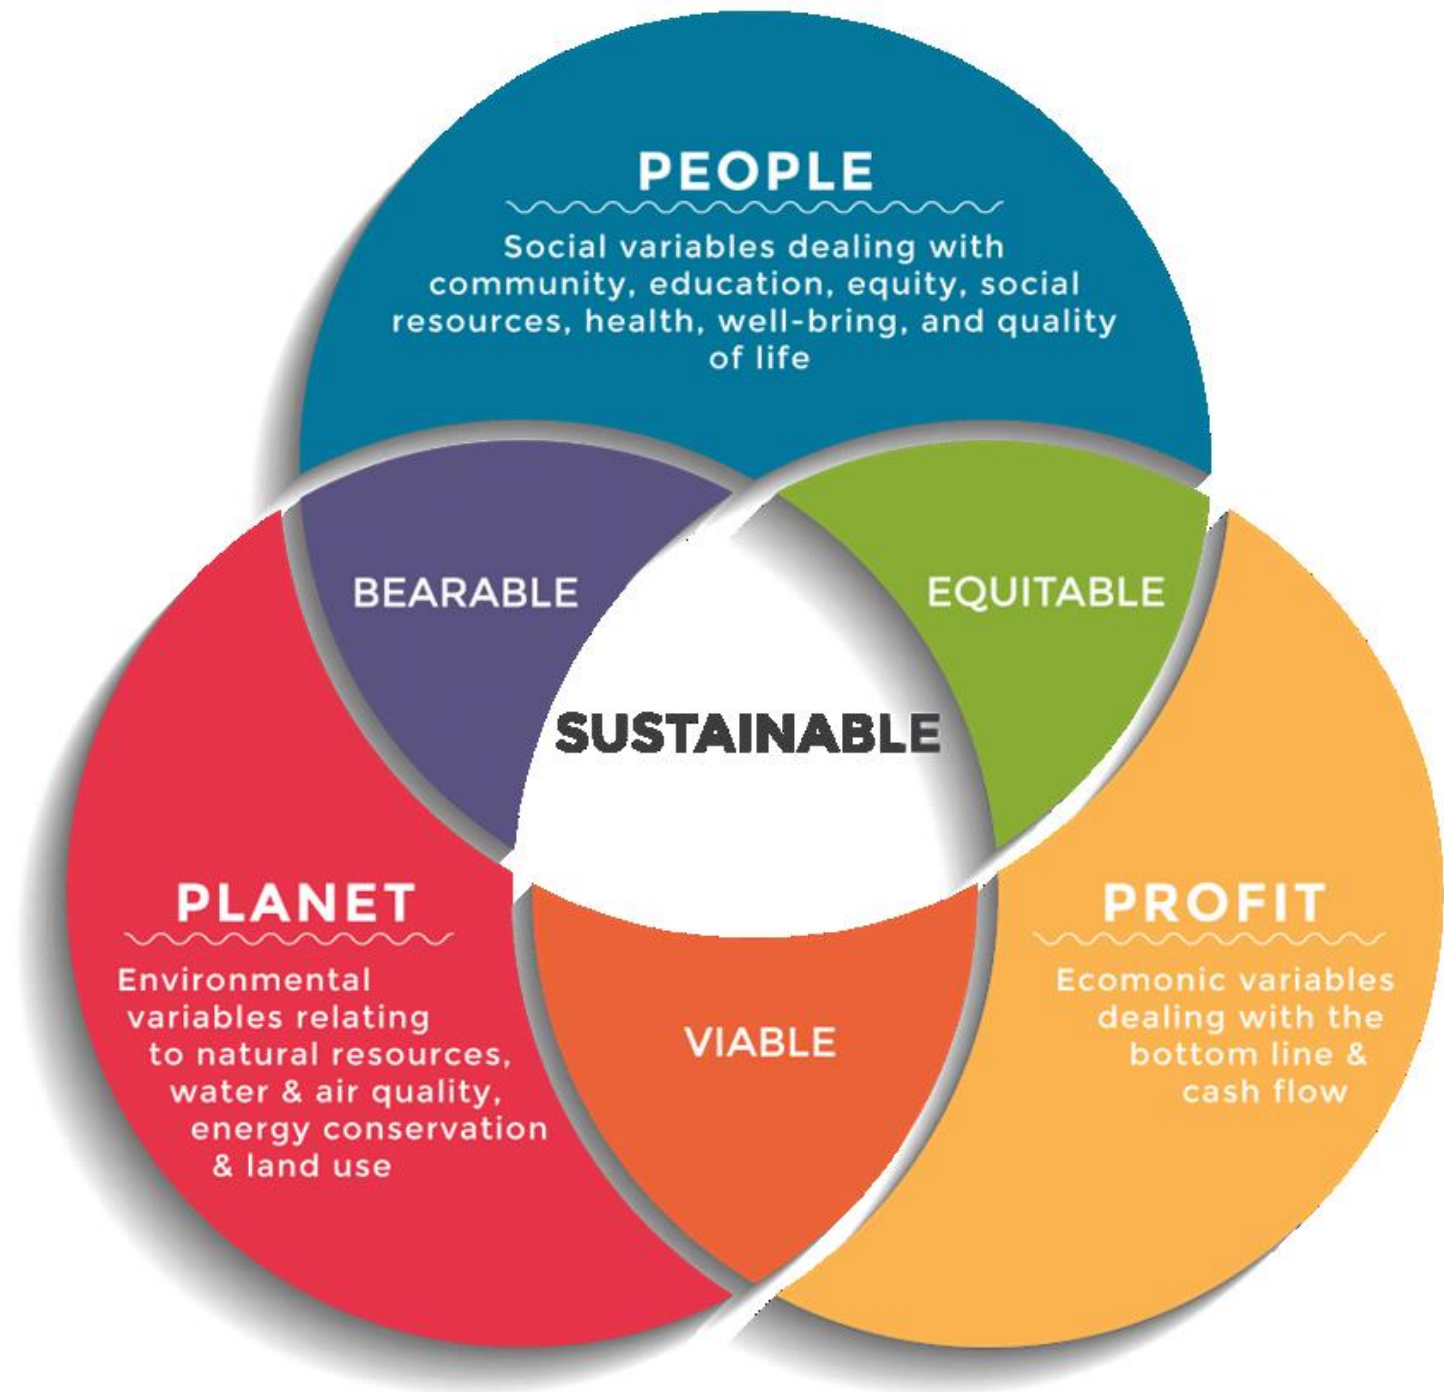 PEOPLE
Social variables dealing with
community, education, equity, social
resources, health, well-bring, and quality
of life
BEARABLE
EQUITABLE
SUSTAINABLE
PLANET
Environmental
variables relating
to natural resources,
water & air quality,
energy conservation
& land use
VIABLE
PROFIT
Ecomonic variables
dealing with the
bottom line &
cash flow